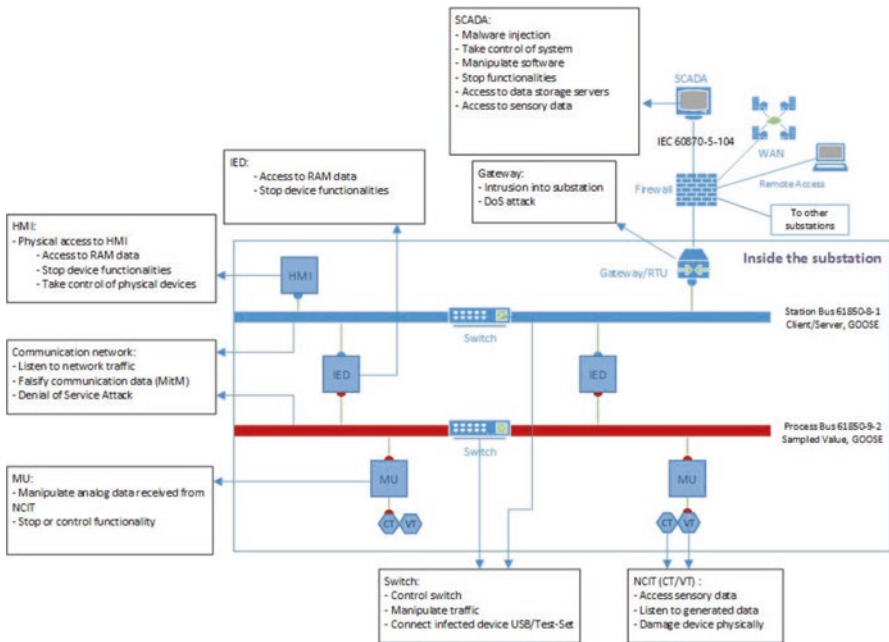 SCADA:
- Malware injection
- Take control of system
- Manipulate software
- Stop functionalities
- Access to data storage servers
- Access to sensory data
SCADA
IEC 60870-5-104
WAN
Firewall
Remote Access
To other
substations
IED:
- Access to RAM data
- Stop device functionalities
Gateway:
- Intrusion into substation
- DoS attack
HMI:
- Physical access to HMI
- Access to RAM data
- Stop device functionalities
- Take control of physical devices
HMI
Gateway/RTU
Inside the substation
Switch
Station Bus 61850-8-1
Client/Server, GOOSE
Communication network:
- Listen to network traffic
- Falsify communication data (MitM)
- Denial of Service Attack
IED
IED
Switch
Process Bus 61850-9-2
Sampled Value, GOOSE
MU:
- Manipulate analog data received from
NCIT
- Stop or control functionality
MU
CT
VT
MU
CT
VT
Switch:
- Control switch
- Manipulate traffic
- Connect infected device USB/Test-Set
NCIT (CT/VT) :
- Access sensory data
- Listen to generated data
- Damage device physically